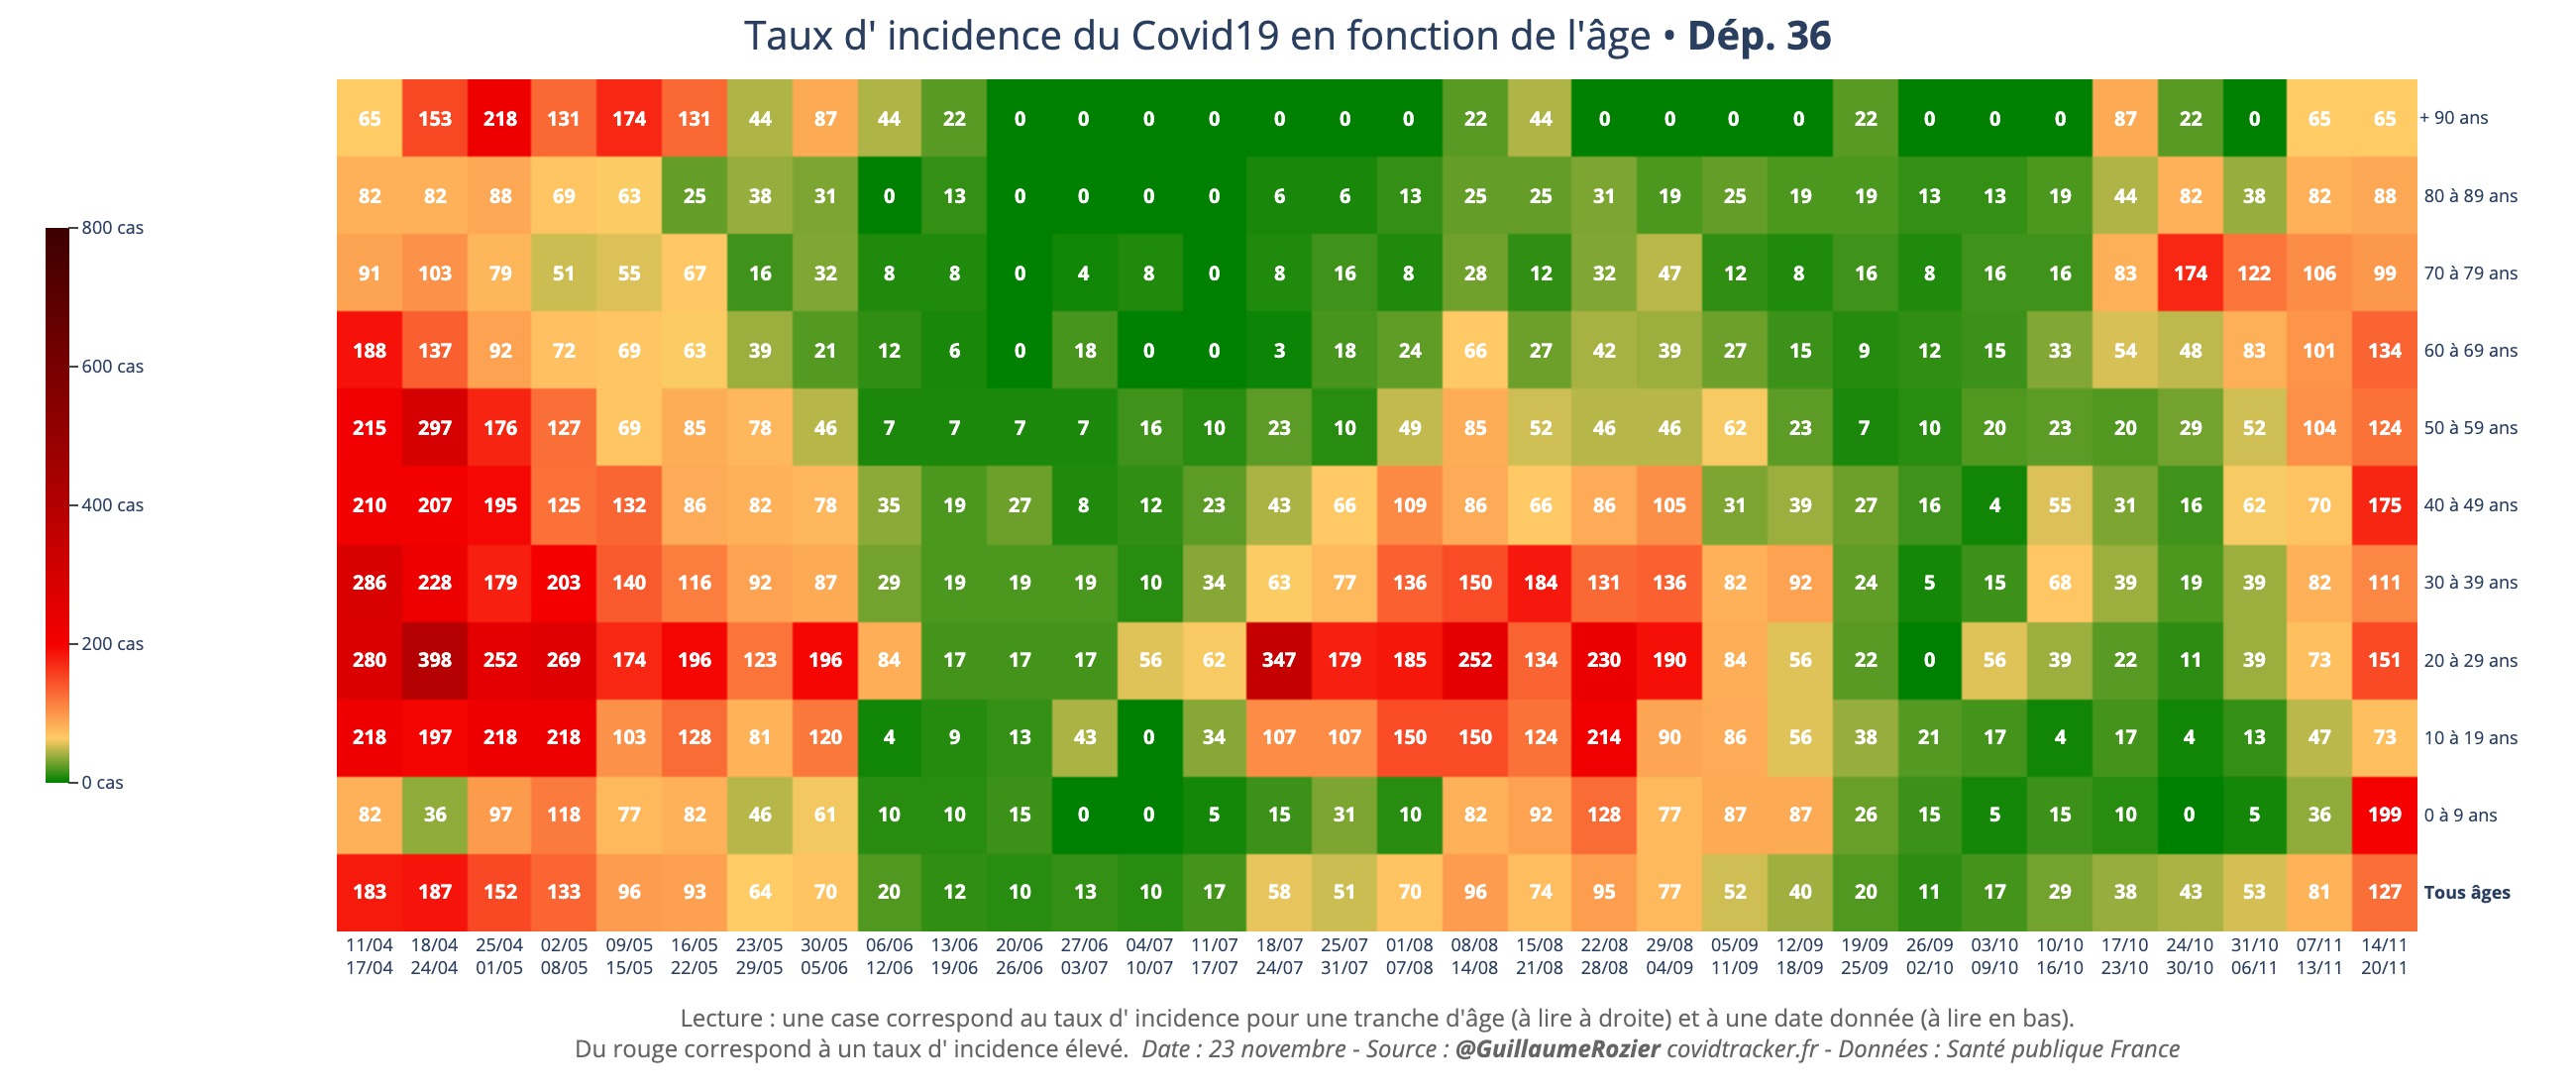 Taux d' incidence du Covid19 en fonction de l'âge • Dép. 36
65 153 218 131 174 131 44 87 44 22 0 0 0 0 0 0 0 22 44 0 0 0 0 22 0 0 0 87 22 0 65 65 + 90 ans
82 82 88 69 63 25 38 31 0 13 0 0 0 0 6 6 13 25 25 31 19 25 19 19 13 13 19 44 82 38 82 88 80 à 89 ans
91 103 79 51 55 67 16 32 8 8 0 4 8 0 8 16 8 28 12 32 47 12 8 16 8 16 16 83 174 122 106 99 70 à 79 ans
188 137 92 72 69 63 39 21 12 6 0 18 0 0 3 18 24 66 27 42 39 27 15 9 12 15 33 54 48 83 101 134 60 à 69 ans
215 297 176 127 69 85 78 46 7 7 7 7 16 10 23 10 49 85 52 46 46 62 23 7 10 20 23 20 29 52 104 124 50 à 59 ans
210 207 195 125 132 86 82 78 35 19 27 8 12 23 43 66 109 86 66 86 105 31 39 27 16 4 55 31 16 62 70 175 40 à 49 ans
286 228 179 203 140 116 92 87 29 19 19 19 10 34 63 77 136 150 184 131 136 82 92 24 5 15 68 39 19 39 82 111 30 à 39 ans
280 398 252 269 174 196 123 196 84 17 17 17 56 62 347 179 185 252 134 230 190 84 56 22 0 56 39 22 11 39 73 151 20 à 29 ans
218 197 218 218 103 128 81 120 4 9 13 43 0 34 107 107 150 150 124 214 90 86 56 38 21 17 4 17 4 13 47 73 10 à 19 ans
82 36 97 118 77 82 46 61 10 10 15 0 0 5 15 31 10 82 92 128 77 87 87 26 15 5 15 10 0 5 36 199 0 à 9 ans
183 187 152 133 96 93 64 70 20 12 10 13 10 17 58 51 70 96 74 95 77 52 40 20 11 17 29 38 43 53 81 127 Tous âges
11/04 18/04 25/04 02/05 09/05 16/05 23/05 30/05 06/06 13/06 20/06 27/06 04/07 11/07 18/07 25/07 01/08 08/08 15/08 22/08 29/08 05/09 12/09 19/09 26/09 03/10 10/10 17/10 24/10 31/10 07/11 14/11
17/04 24/04 01/05 08/05 15/05 22/05 29/05 05/06 12/06 19/06 26/06 03/07 10/07 17/07 24/07 31/07 07/08 14/08 21/08 28/08 04/09 11/09 18/09 25/09 02/10 09/10 16/10 23/10 30/10 06/11 13/11 20/11
800 cas
600 cas
400 cas
200 cas
0 cas
Lecture : une case correspond au taux d' incidence pour une tranche d'âge (à lire à droite) et à une date donnée (à lire en bas).
Du rouge correspond à un taux d' incidence élevé. Date : 23 novembre - Source : @GuillaumeRozier covidtracker.fr - Données : Santé publique France